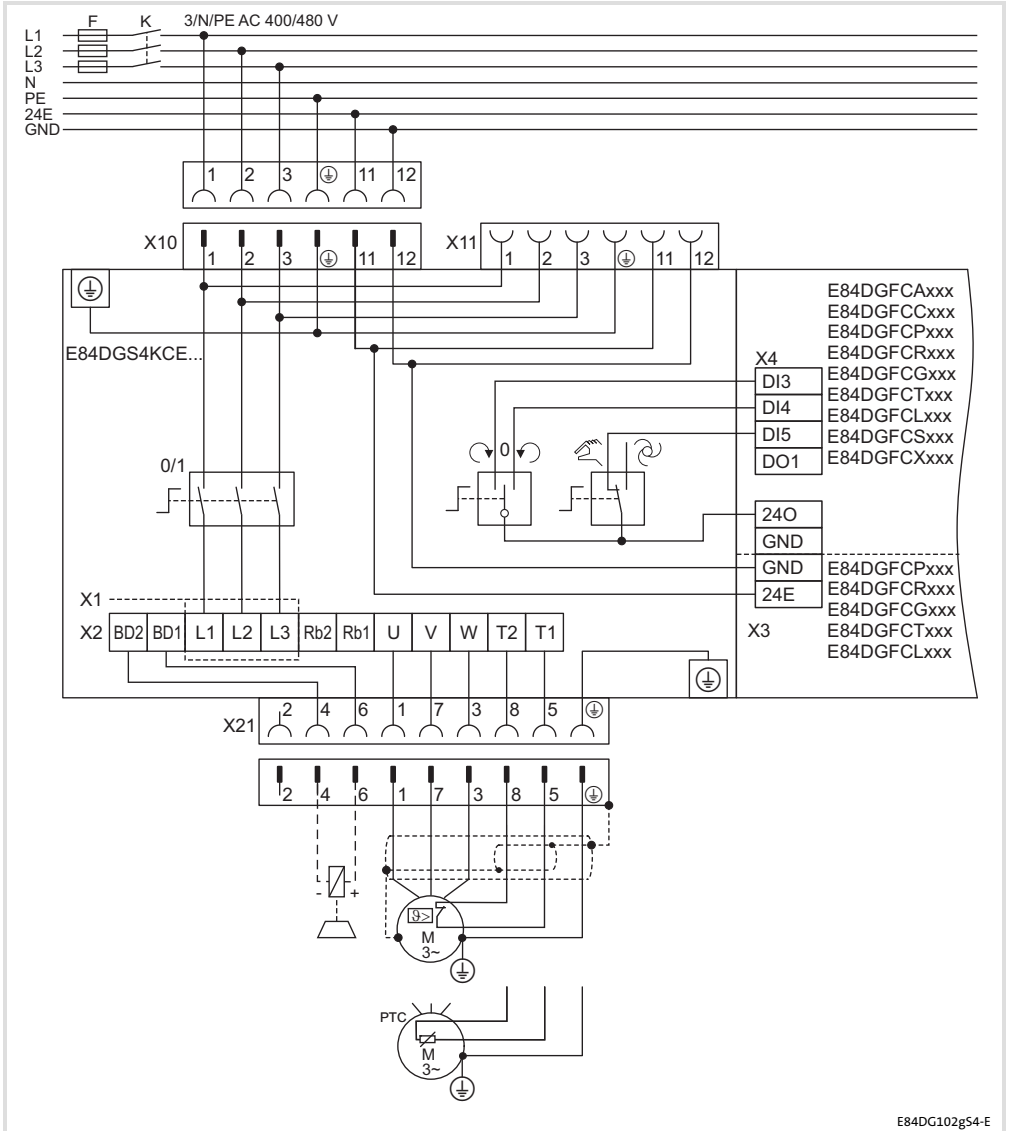 F K 3/N/PE AC 400/480 V
L1
L2
L3
N
PE
24E
GND
1 2 3 11 12
X10 1 2 3 11 12
X11 1 2 3 11 12
E84DGS4KCE...
E84DGFCAxxx
E84DGFCCxxx
E84DGFCPxxx
E84DGFCRxxx
E84DGFCGxxx
E84DGFCTxxx
E84DGFCLxxx
E84DGFCSxxx
E84DGFCXxxx
X4
DI3
DI4
DI5
DO1
0/1
0
24O
GND
GND
24E
X3
E84DGFCPxxx
E84DGFCRxxx
E84DGFCGxxx
E84DGFCTxxx
E84DGFCLxxx
X1
X2 BD2 BD1 L1 L2 L3 Rb2 Rb1 U V W T2 T1
X21 2 4 6 1 7 3 8 5
2 4 6 1 7 3 8 5
- +
ϑ>
M
3~
PTC
M
3~
E84DG102gS4-E